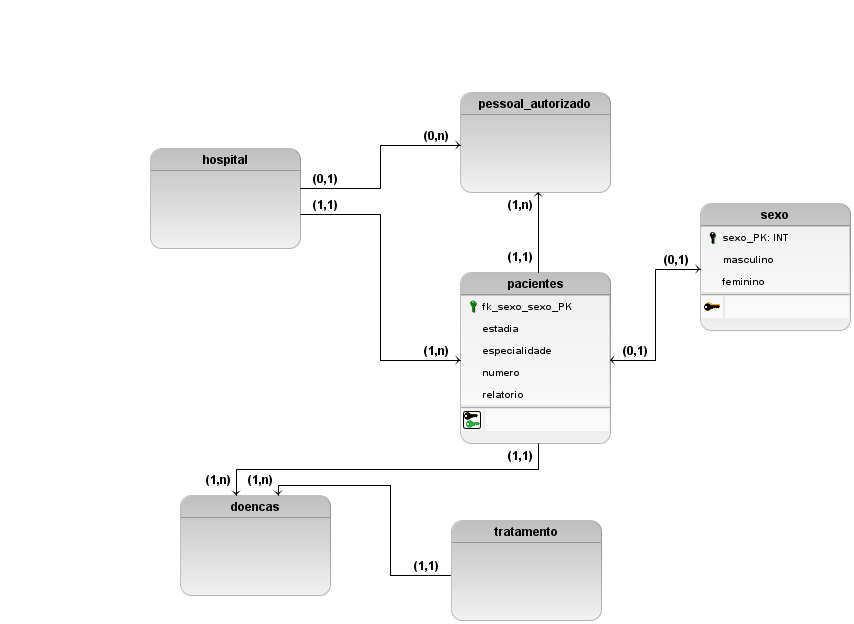 pessoal_autorizado
(0,n)
hospital
(0,1)
(1,1)
(1,n)
(1,1)
sexo
sexo_PK: INT
masculino
feminino
(0,1)
pacientes
fk_sexo_sexo_PK
estadia
especialidade
numero
relatorio
(1,n)
(0,1)
(1,1)
(1,n) (1,n)
doencas
tratamento
(1,1)